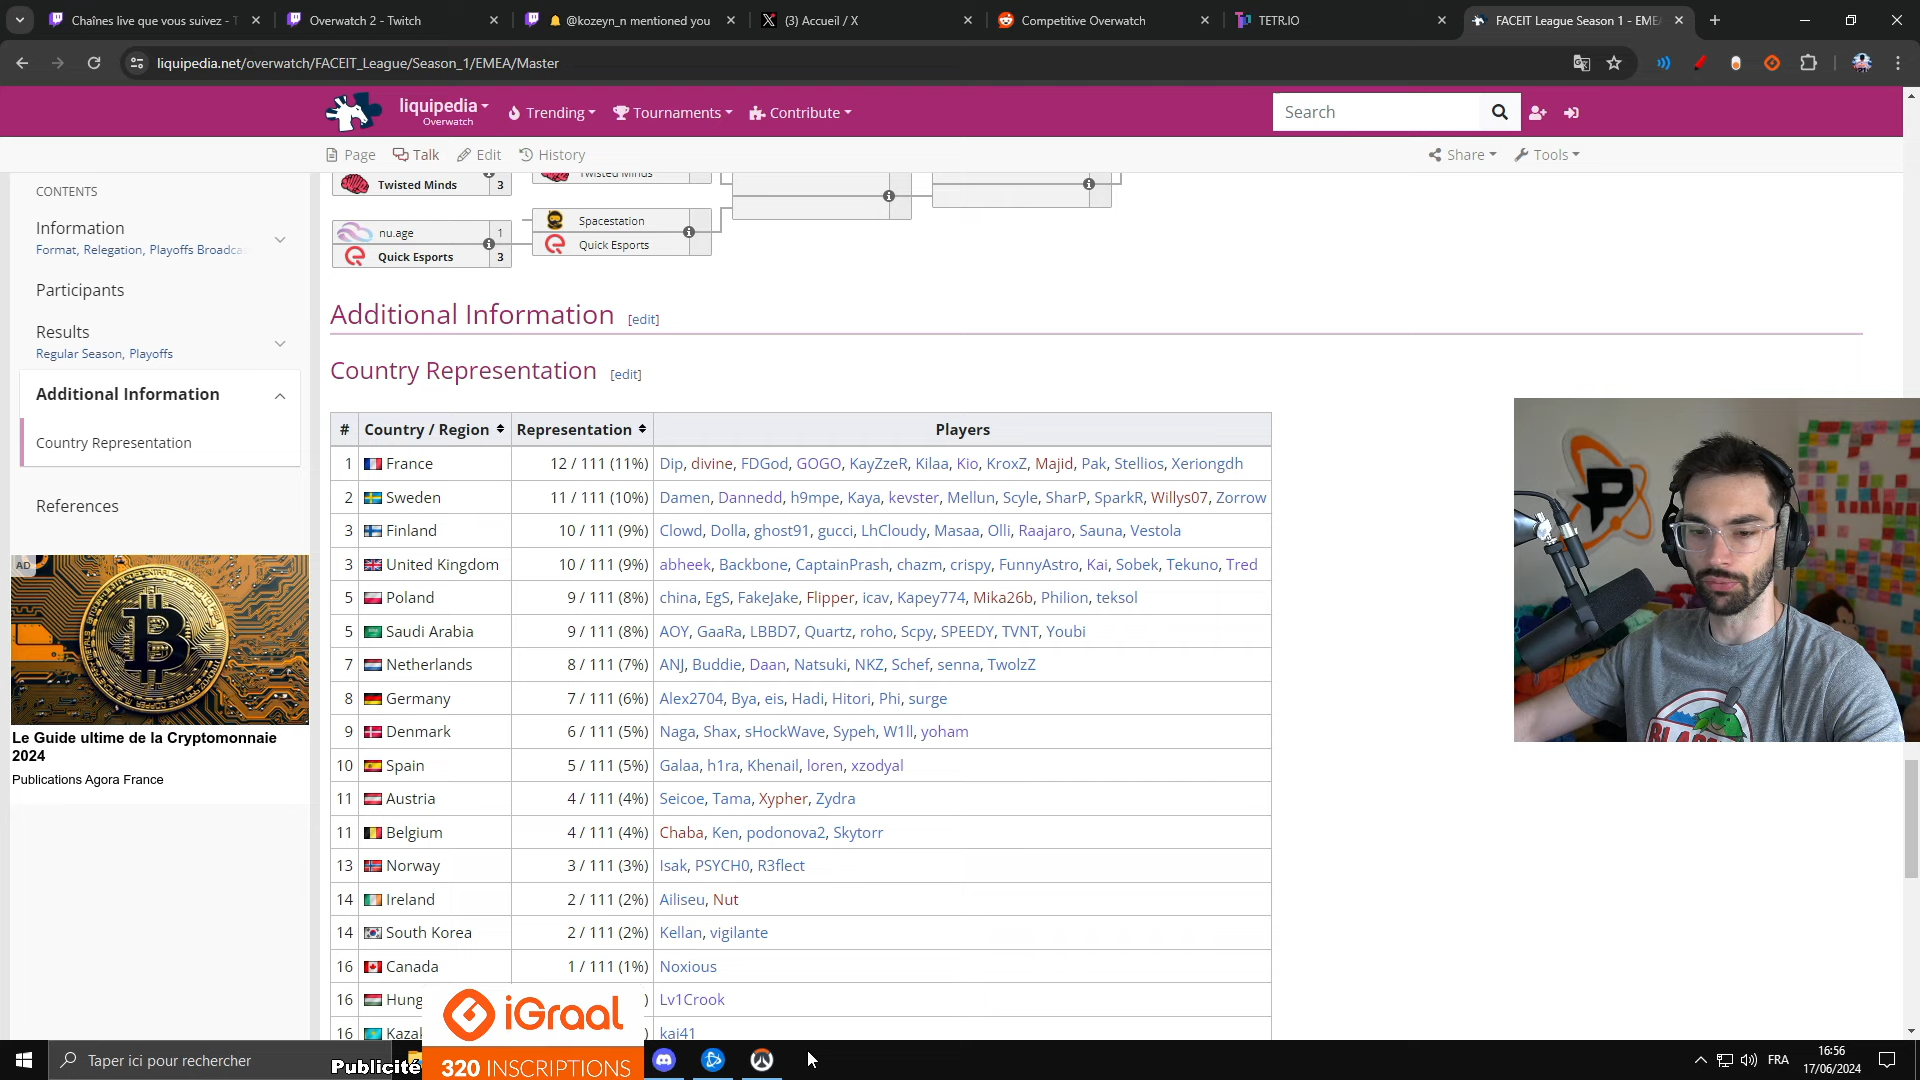 Chaînes live que vous suivez - T
Overwatch 2 - Twitch
@kozeyn_n mentioned you
(3) Accueil / X
Competitive Overwatch
TETR.IO
FACEIT League Season 1 - EME
liquipedia.net/overwatch/FACEIT_League/Season_1/EMEA/Master
liquipedia
Overwatch
Trending
Tournaments
Contribute
Search
Page
Talk
Edit
History
Share
Tools
CONTENTS
Information
Format, Relegation, Playoffs Broadcas
Participants
Results
Regular Season, Playoffs
Additional Information
Country Representation
References
AD
Le Guide ultime de la Cryptomonnaie
2024
Publications Agora France
Twisted Minds 3
Twisted Minds
nu.age 1
Quick Esports 3
Spacestation
Quick Esports
Additional Information [edit]
Country Representation [edit]
# Country / Region Representation Players
1 France 12 / 111 (11%) Dip, divine, FDGod, GOGO, KayZzeR, Kilaa, Kio, KroxZ, Majid, Pak, Stellios, Xeriongdh
2 Sweden 11 / 111 (10%) Damen, Dannedd, h9mpe, Kaya, kevster, Mellun, Scyle, SharP, SparkR, Willys07, Zorrow
3 Finland 10 / 111 (9%) Clowd, Dolla, ghost91, gucci, LhCloudy, Masaa, Olli, Raajaro, Sauna, Vestola
3 United Kingdom 10 / 111 (9%) abheek, Backbone, CaptainPrash, chazm, crispy, FunnyAstro, Kai, Sobek, Tekuno, Tred
5 Poland 9 / 111 (8%) china, EgS, FakeJake, Flipper, icav, Kapey774, Mika26b, Philion, teksol
5 Saudi Arabia 9 / 111 (8%) AOY, GaaRa, LBBD7, Quartz, roho, Scpy, SPEEDY, TVNT, Youbi
7 Netherlands 8 / 111 (7%) ANJ, Buddie, Daan, Natsuki, NKZ, Schef, senna, TwolzZ
8 Germany 7 / 111 (6%) Alex2704, Bya, eis, Hadi, Hitori, Phi, surge
9 Denmark 6 / 111 (5%) Naga, Shax, sHockWave, Sypeh, W1ll, yoham
10 Spain 5 / 111 (5%) Galaa, h1ra, Khenail, loren, xzodyal
11 Austria 4 / 111 (4%) Seicoe, Tama, Xypher, Zydra
11 Belgium 4 / 111 (4%) Chaba, Ken, podonova2, Skytorr
13 Norway 3 / 111 (3%) Isak, PSYCH0, R3flect
14 Ireland 2 / 111 (2%) Ailiseu, Nut
14 South Korea 2 / 111 (2%) Kellan, vigilante
16 Canada 1 / 111 (1%) Noxious
16 Hung ) Lv1Crook
16 Kazak ) kai41
iGraal
320 INSCRIPTIONS
Publicité
Taper ici pour rechercher
FRA
16:56
17/06/2024